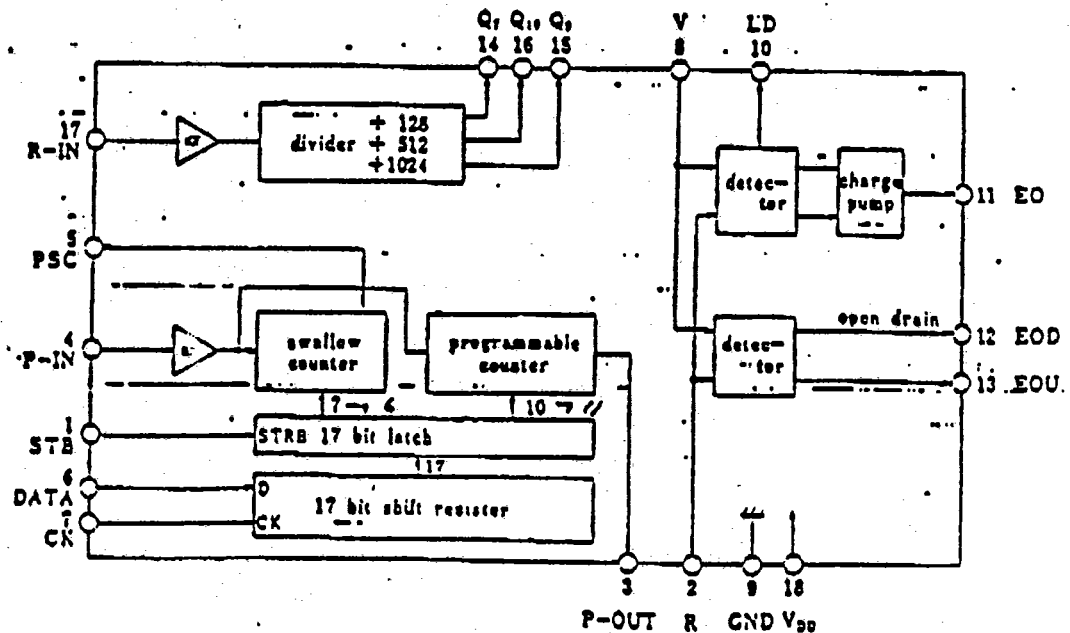 Q7 Q10 Q9 V LD
14 16 15 8 10
17
R-IN
divider ÷ 128
÷ 512
÷1024
detec-
tor
charge
pump
11 EO
5
PSC
4
P-IN
swallow
counter
programmable
counter
detec-
tor
open drain
12 EOD
13 EOU
7 → 6
10 → 11
1
STB
STRB 17 bit latch
17
6
DATA
D
17 bit shift resister
CK
CK
3 2 9 18
P-OUT R GND VDD